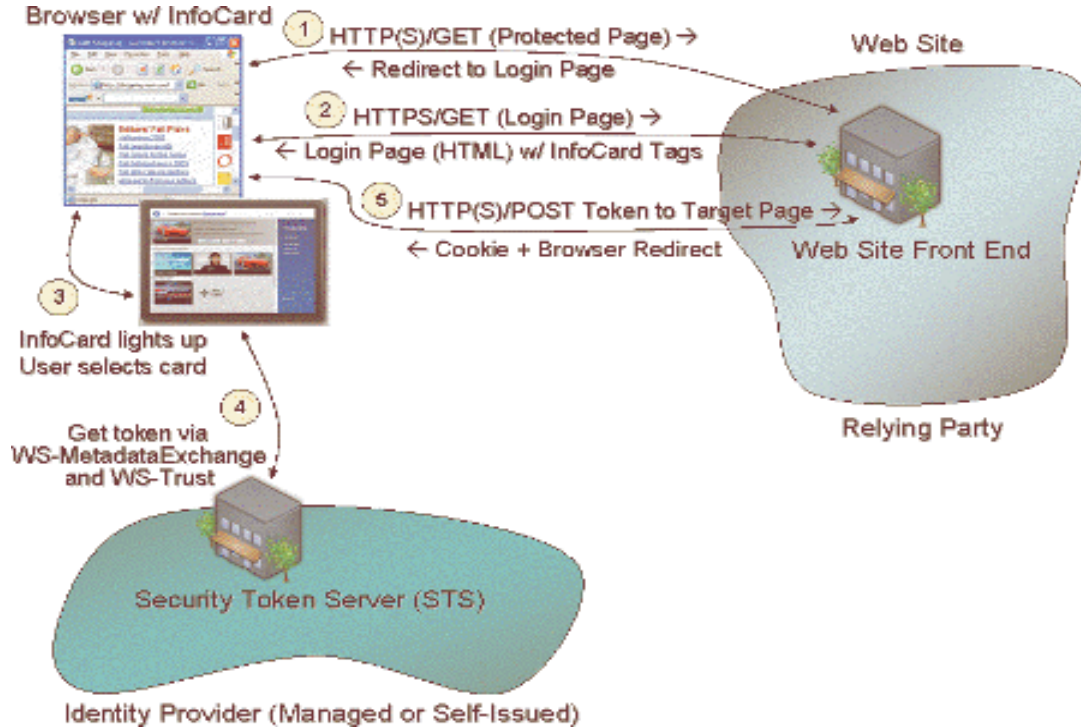 Browser w/ InfoCard
1
HTTP(S)/GET (Protected Page) →
← Redirect to Login Page
Web Site
2
HTTPS/GET (Login Page) →
← Login Page (HTML) w/ InfoCard Tags
5
HTTP(S)/POST Token to Target Page →
← Cookie + Browser Redirect
Web Site Front End
3
InfoCard lights up
User selects card
4
Relying Party
Get token via
WS-MetadataExchange
and WS-Trust
Security Token Server (STS)
Identity Provider (Managed or Self-Issued)